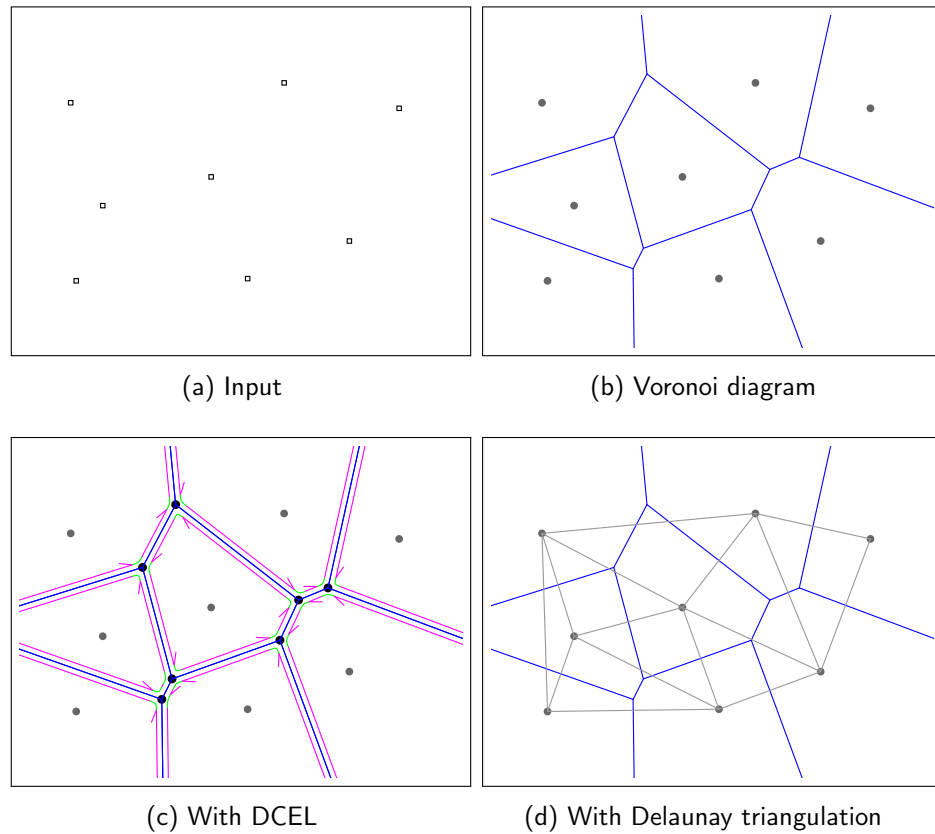 (a) Input
(b) Voronoi diagram
(c) With DCEL
(d) With Delaunay triangulation